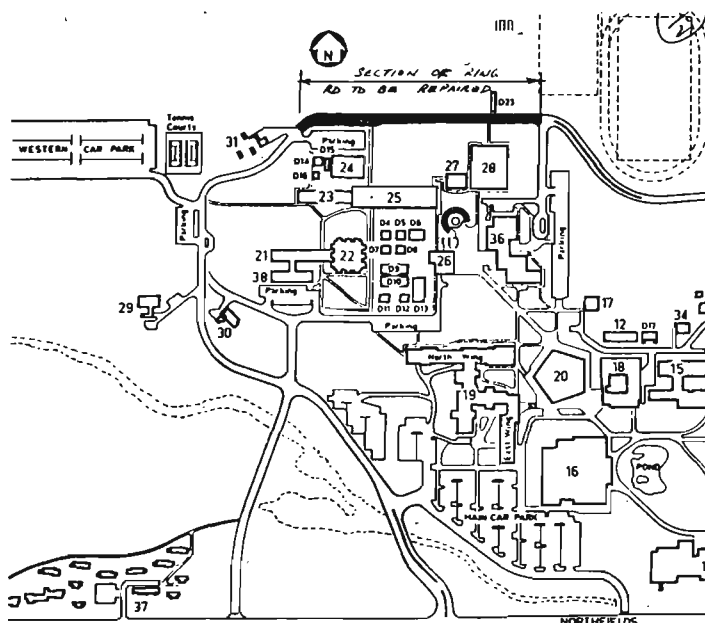 N
SECTION OF RING
RD TO BE REPAIRED
D23
Tennis
Courts
WESTERN CAR PARK
31
Parking
D15
D14
D16
24
27
28
23
25
Parking
D4 D5 D6
36
Parking
21
22
D7
D8
26
38
D9
D10
Parking
D11 D12 D13
29
30
17
34
12
D17
Parking
North Wing
20
18
15
19
East Wing
16
POND
MAIN CAR PARK
37
NORTHFIELDS